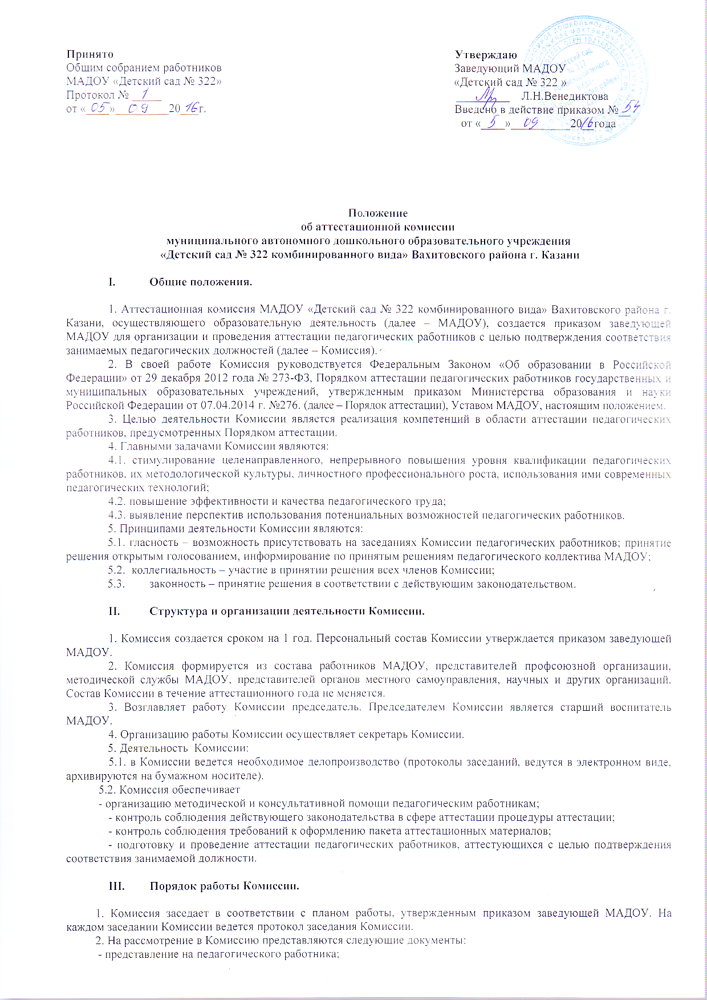 Принято
Общим собранием работников
МАДОУ «Детский сад № 322»
Протокол № 1
от «05» 09 2016г.
Утверждаю
Заведующий МАДОУ
«Детский сад № 322 »
Л.Н.Венедиктова
Введено в действие приказом № 54
от « 5 » 09 2016года
Положение
об аттестационной комиссии
муниципального автономного дошкольного образовательного учреждения
«Детский сад № 322 комбинированного вида» Вахитовского района г. Казани
I. Общие положения.
1. Аттестационная комиссия МАДОУ «Детский сад № 322 комбинированного вида» Вахитовского района г.
Казани, осуществляющего образовательную деятельность (далее – МАДОУ), создается приказом заведующей
МАДОУ для организации и проведения аттестации педагогических работников с целью подтверждения соответствия
занимаемых педагогических должностей (далее – Комиссия).
2. В своей работе Комиссия руководствуется Федеральным Законом «Об образовании в Российской
Федерации» от 29 декабря 2012 года № 273-ФЗ, Порядком аттестации педагогических работников государственных и
муниципальных образовательных учреждений, утвержденным приказом Министерства образования и науки
Российской Федерации от 07.04.2014 г. №276. (далее – Порядок аттестации), Уставом МАДОУ, настоящим положением.
3. Целью деятельности Комиссии является реализация компетенций в области аттестации педагогических
работников, предусмотренных Порядком аттестации.
4. Главными задачами Комиссии являются:
4.1. стимулирование целенаправленного, непрерывного повышения уровня квалификации педагогических
работников, их методологической культуры, личностного профессионального роста, использования ими современных
педагогических технологий;
4.2. повышение эффективности и качества педагогического труда;
4.3. выявление перспектив использования потенциальных возможностей педагогических работников.
5. Принципами деятельности Комиссии являются:
5.1. гласность – возможность присутствовать на заседаниях Комиссии педагогических работников; принятие
решения открытым голосованием, информирование по принятым решениям педагогического коллектива МАДОУ;
5.2. коллегиальность – участие в принятии решения всех членов Комиссии;
5.3. законность – принятие решения в соответствии с действующим законодательством.
II. Структура и организации деятельности Комиссии.
1. Комиссия создается сроком на 1 год. Персональный состав Комиссии утверждается приказом заведующей
МАДОУ.
2. Комиссия формируется из состава работников МАДОУ, представителей профсоюзной организации,
методической службы МАДОУ, представителей органов местного самоуправления, научных и других организаций.
Состав Комиссии в течение аттестационного года не меняется.
3. Возглавляет работу Комиссии председатель. Председателем Комиссии является старший воспитатель
МАДОУ.
4. Организацию работы Комиссии осуществляет секретарь Комиссии.
5. Деятельность Комиссии:
5.1. в Комиссии ведется необходимое делопроизводство (протоколы заседаний, ведутся в электронном виде,
архивируются на бумажном носителе).
5.2. Комиссия обеспечивает
- организацию методической и консультативной помощи педагогическим работникам;
- контроль соблюдения действующего законодательства в сфере аттестации процедуры аттестации;
- контроль соблюдения требований к оформлению пакета аттестационных материалов;
- подготовку и проведение аттестации педагогических работников, аттестующихся с целью подтверждения
соответствия занимаемой должности.
III. Порядок работы Комиссии.
1. Комиссия заседает в соответствии с планом работы, утвержденным приказом заведующей МАДОУ. На
каждом заседании Комиссии ведется протокол заседания Комиссии.
2. На рассмотрение в Комиссию представляются следующие документы:
- представление на педагогического работника;